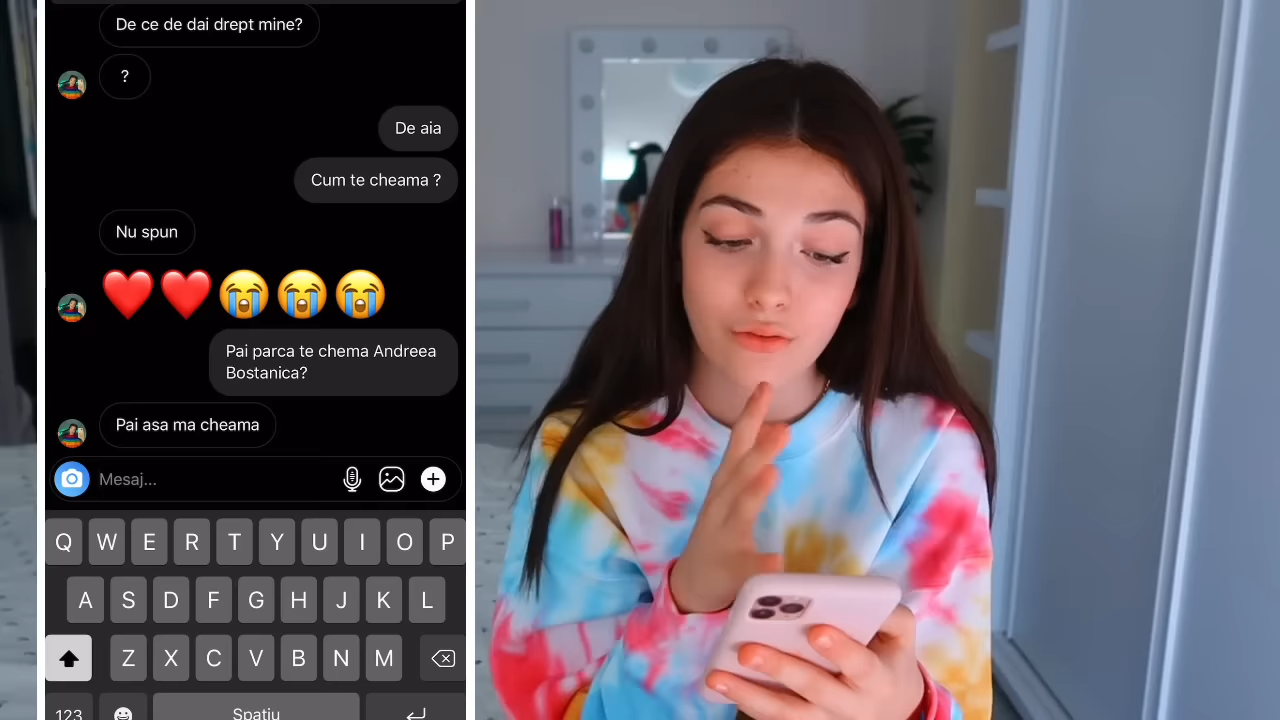 De ce de dai drept mine?
?
De aia
Cum te cheama ?
Nu spun
Pai parca te chema Andreea
Bostanica?
Pai asa ma cheama
Mesaj...
Q W E R T Y U I O P
A S D F G H J K L
Z X C V B N M
123 Spațiu